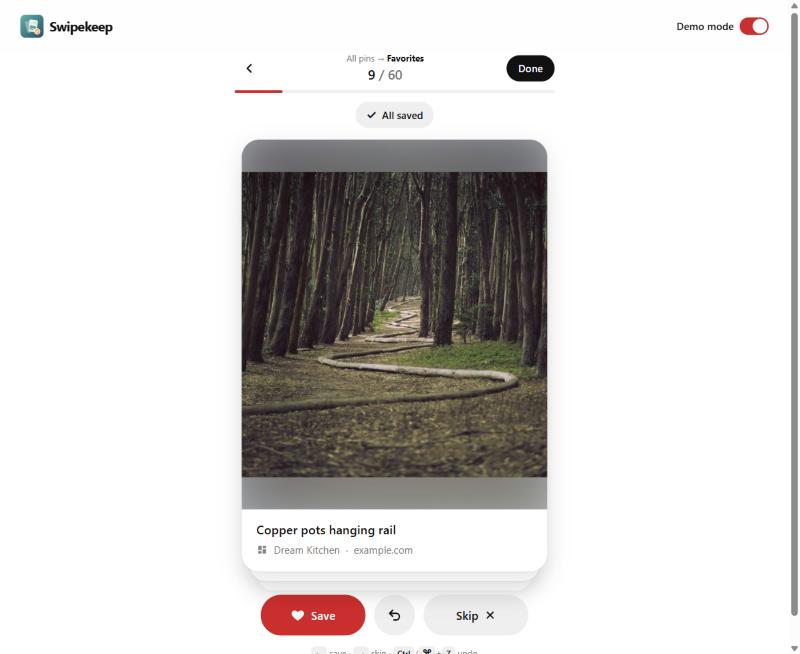 Swipekeep
Demo mode
All pins → Favorites
9 / 60
Done
All saved
Copper pots hanging rail
Dream Kitchen · example.com
Save
Skip ✕
save · skip · Ctrl / ⌘ + Z undo